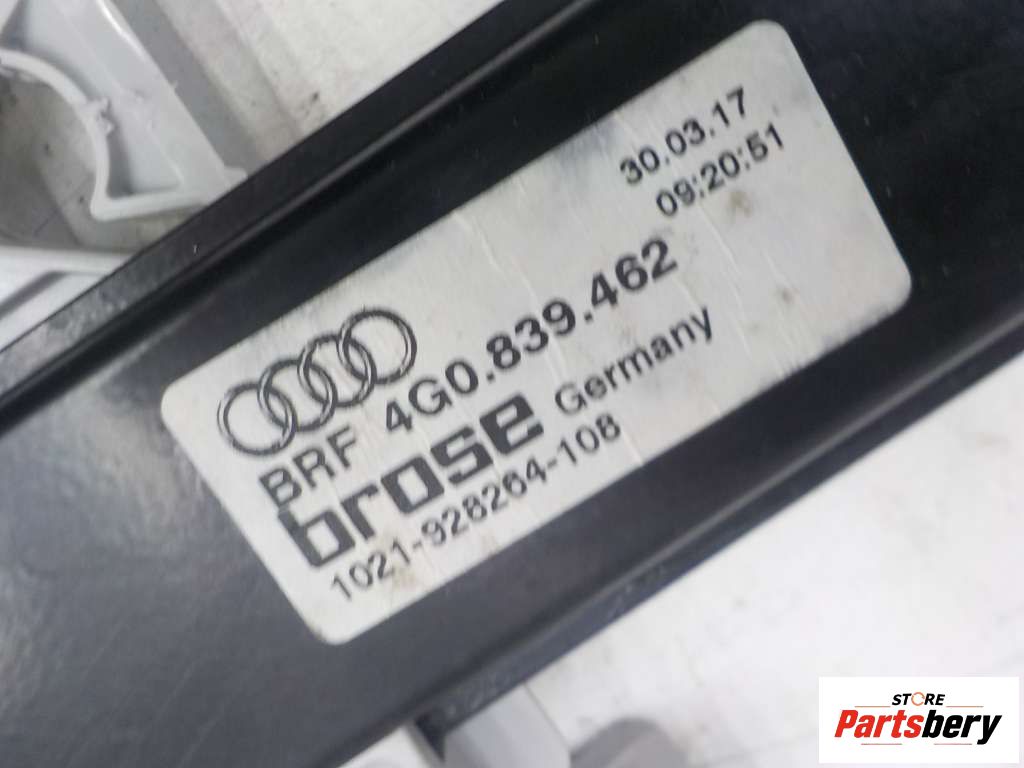 30.03.17
09:20:51
BRF 4G0.839.462
brose Germany
1021-928264-108
STORE
Partsbery